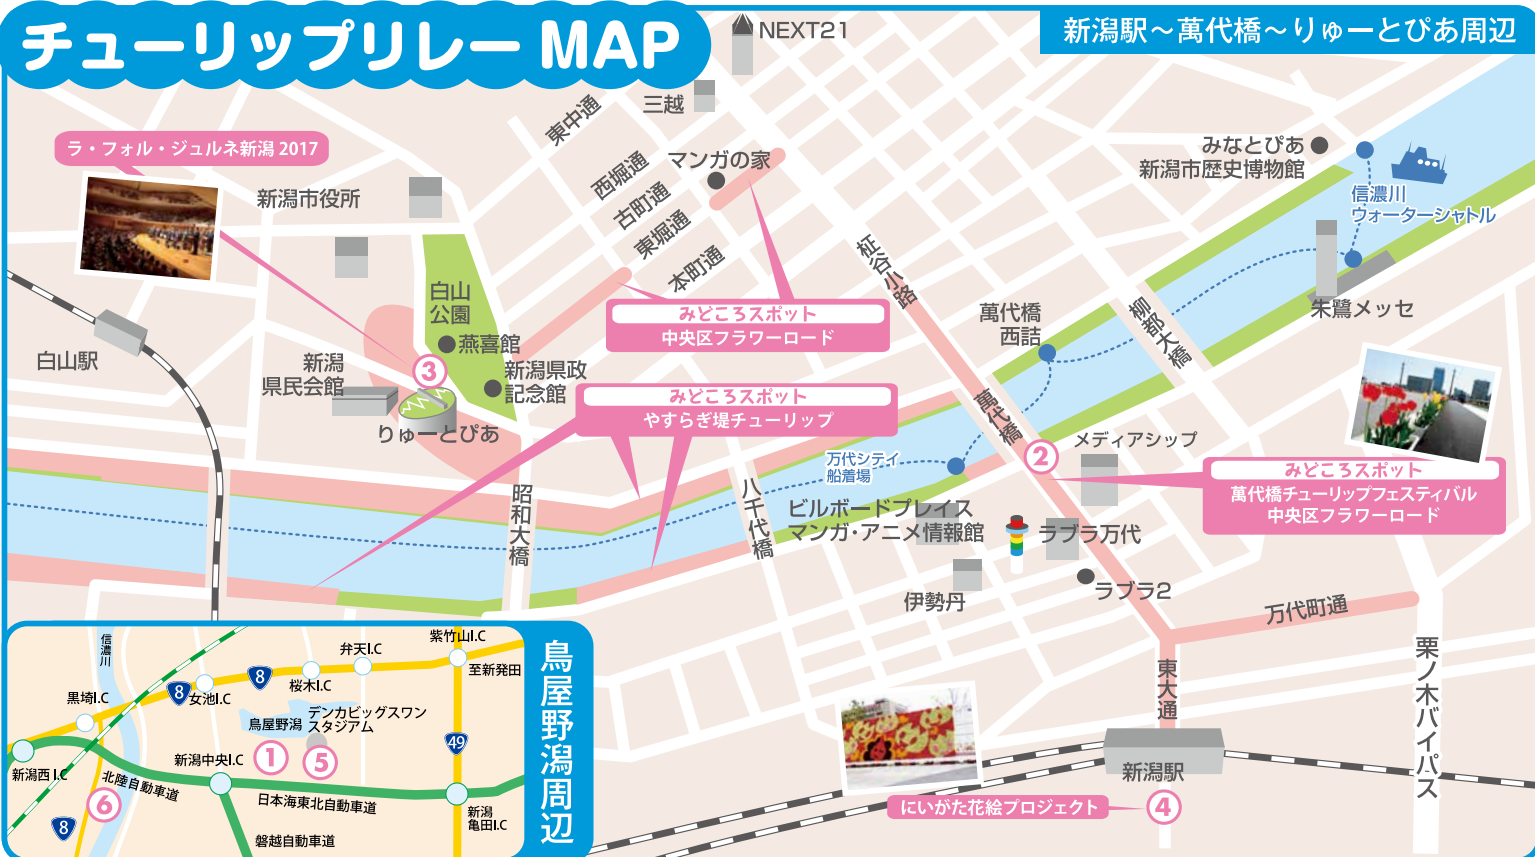 チューリップリレー MAP
新潟駅～萬代橋～りゅーとぴあ周辺
NEXT21
三越
東中通
西堀通
古町通
東堀通
本町通
マンガの家
柾谷小路
みなとぴあ
新潟市歴史博物館
信濃川
ウォーターシャトル
ラ・フォル・ジュルネ新潟 2017
新潟市役所
白山
公園
燕喜館
新潟県政
記念館
白山駅
新潟
県民会館
3
りゅーとぴあ
みどころスポット
中央区フラワーロード
みどころスポット
やすらぎ堤チューリップ
萬代橋
西詰
柳都大橋
朱鷺メッセ
萬代橋
2
メディアシップ
万代シテイ
船着場
みどころスポット
萬代橋チューリップフェスティバル
中央区フラワーロード
昭和大橋
八千代橋
ビルボードプレイス
マンガ・アニメ情報館
ラブラ万代
伊勢丹
ラブラ2
万代町通
東大通
栗ノ木バイパス
新潟駅
にいがた花絵プロジェクト
4
鳥屋野潟周辺
信濃川
紫竹山I.C
弁天I.C
至新発田
桜木I.C
8
8
女池I.C
黒埼I.C
鳥屋野潟
デンカビッグスワン
スタジアム
49
新潟中央I.C
1
5
新潟西 I.C
北陸自動車道
6
日本海東北自動車道
新潟
亀田I.C
8
磐越自動車道